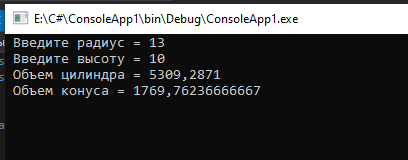 E:\C#\ConsoleApp1\bin\Debug\ConsoleApp1.exe
Введите радиус = 13
Введите высоту = 10
Объем цилиндра = 5309,2871
Объем конуса = 1769,76236666667